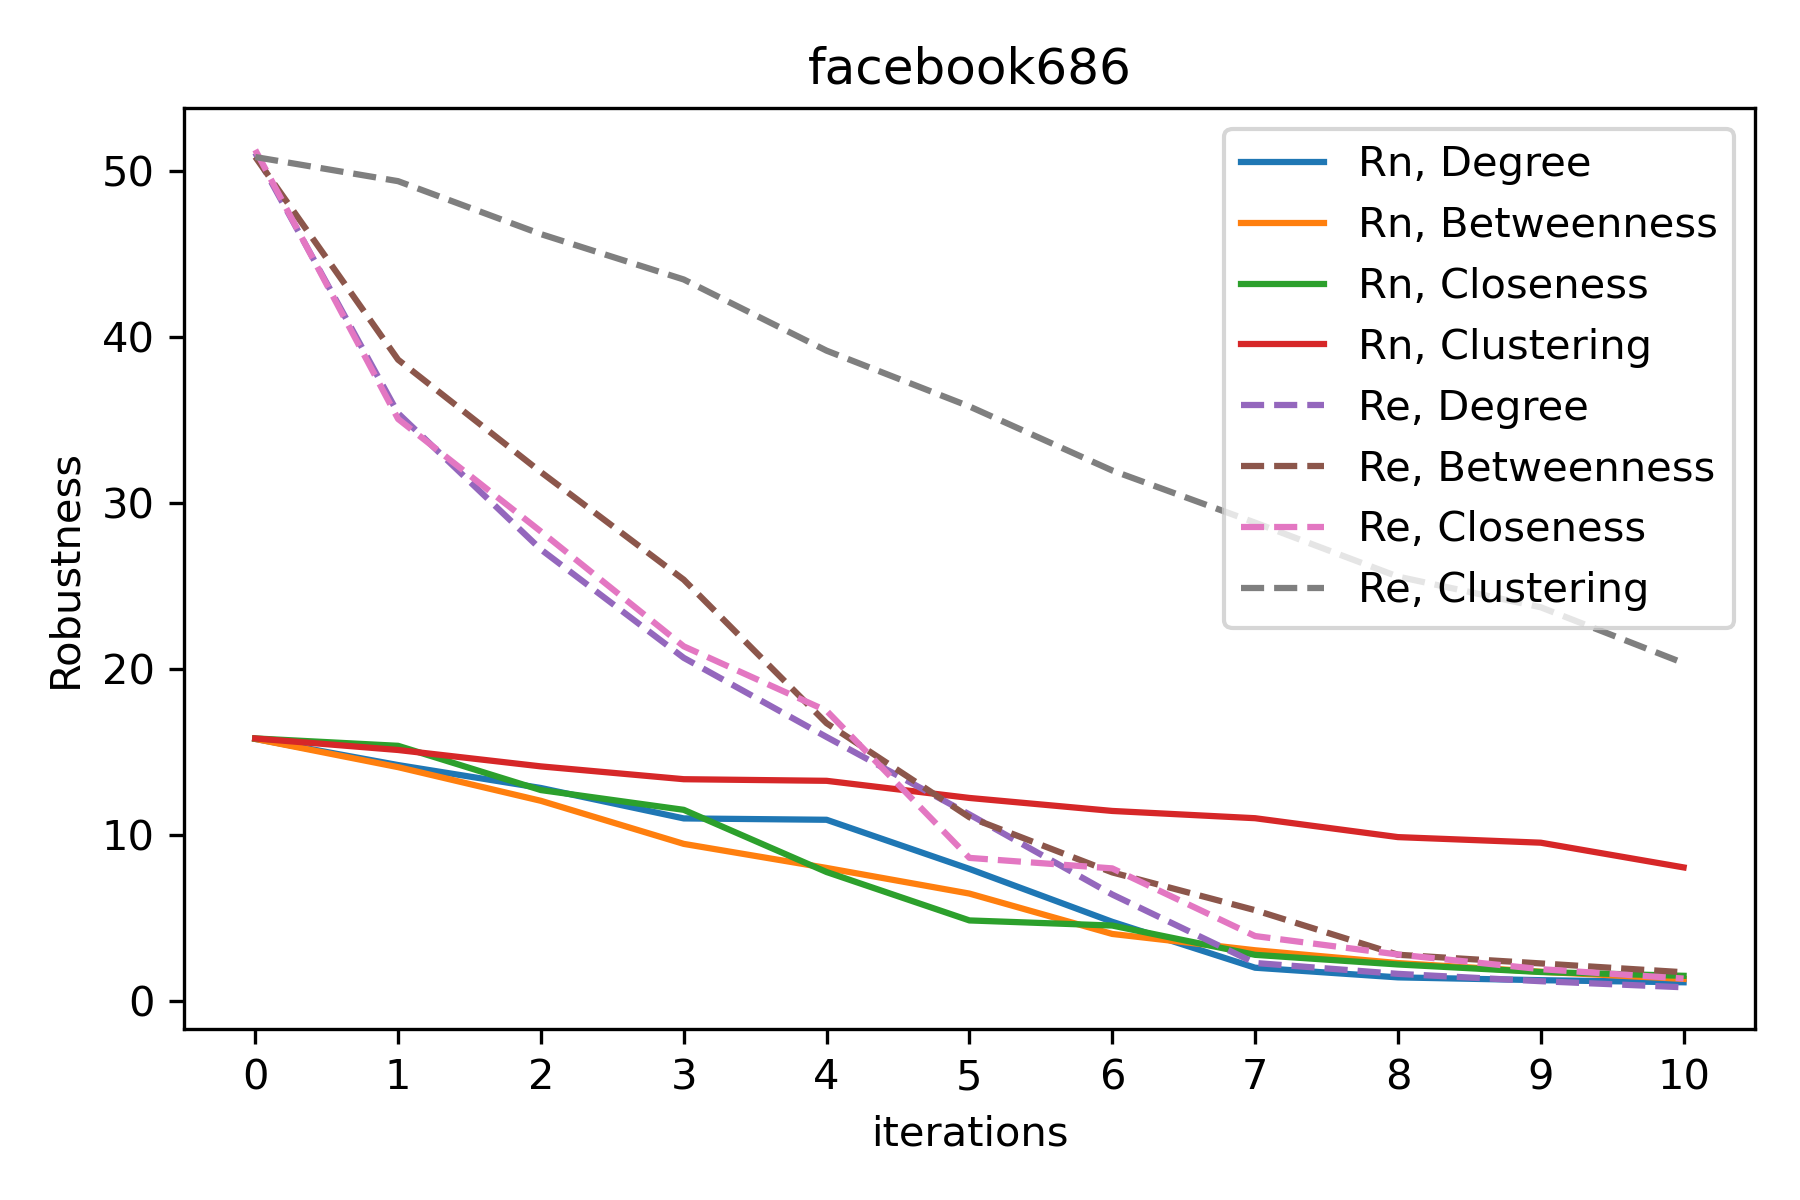 facebook686
Robustness
50
40
30
20
10
0
Rn, Degree
Rn, Betweenness
Rn, Closeness
Rn, Clustering
Re, Degree
Re, Betweenness
Re, Closeness
Re, Clustering
0 1 2 3 4 5 6 7 8 9 10
iterations